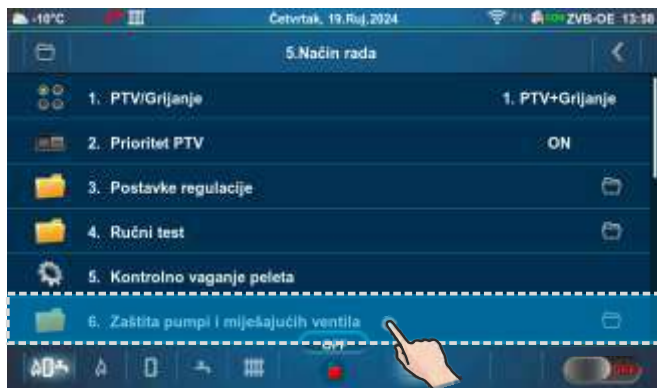 -10°C Četvrtak, 19.Ruj.2024 ZVB-OE 13:58
5.Način rada
1. PTV/Grijanje 1. PTV+Grijanje
2. Prioritet PTV ON
3. Postavke regulacije
4. Ručni test
5. Kontrolno vaganje peleta
6. Zaštita pumpi i miješajućih ventila
OFF